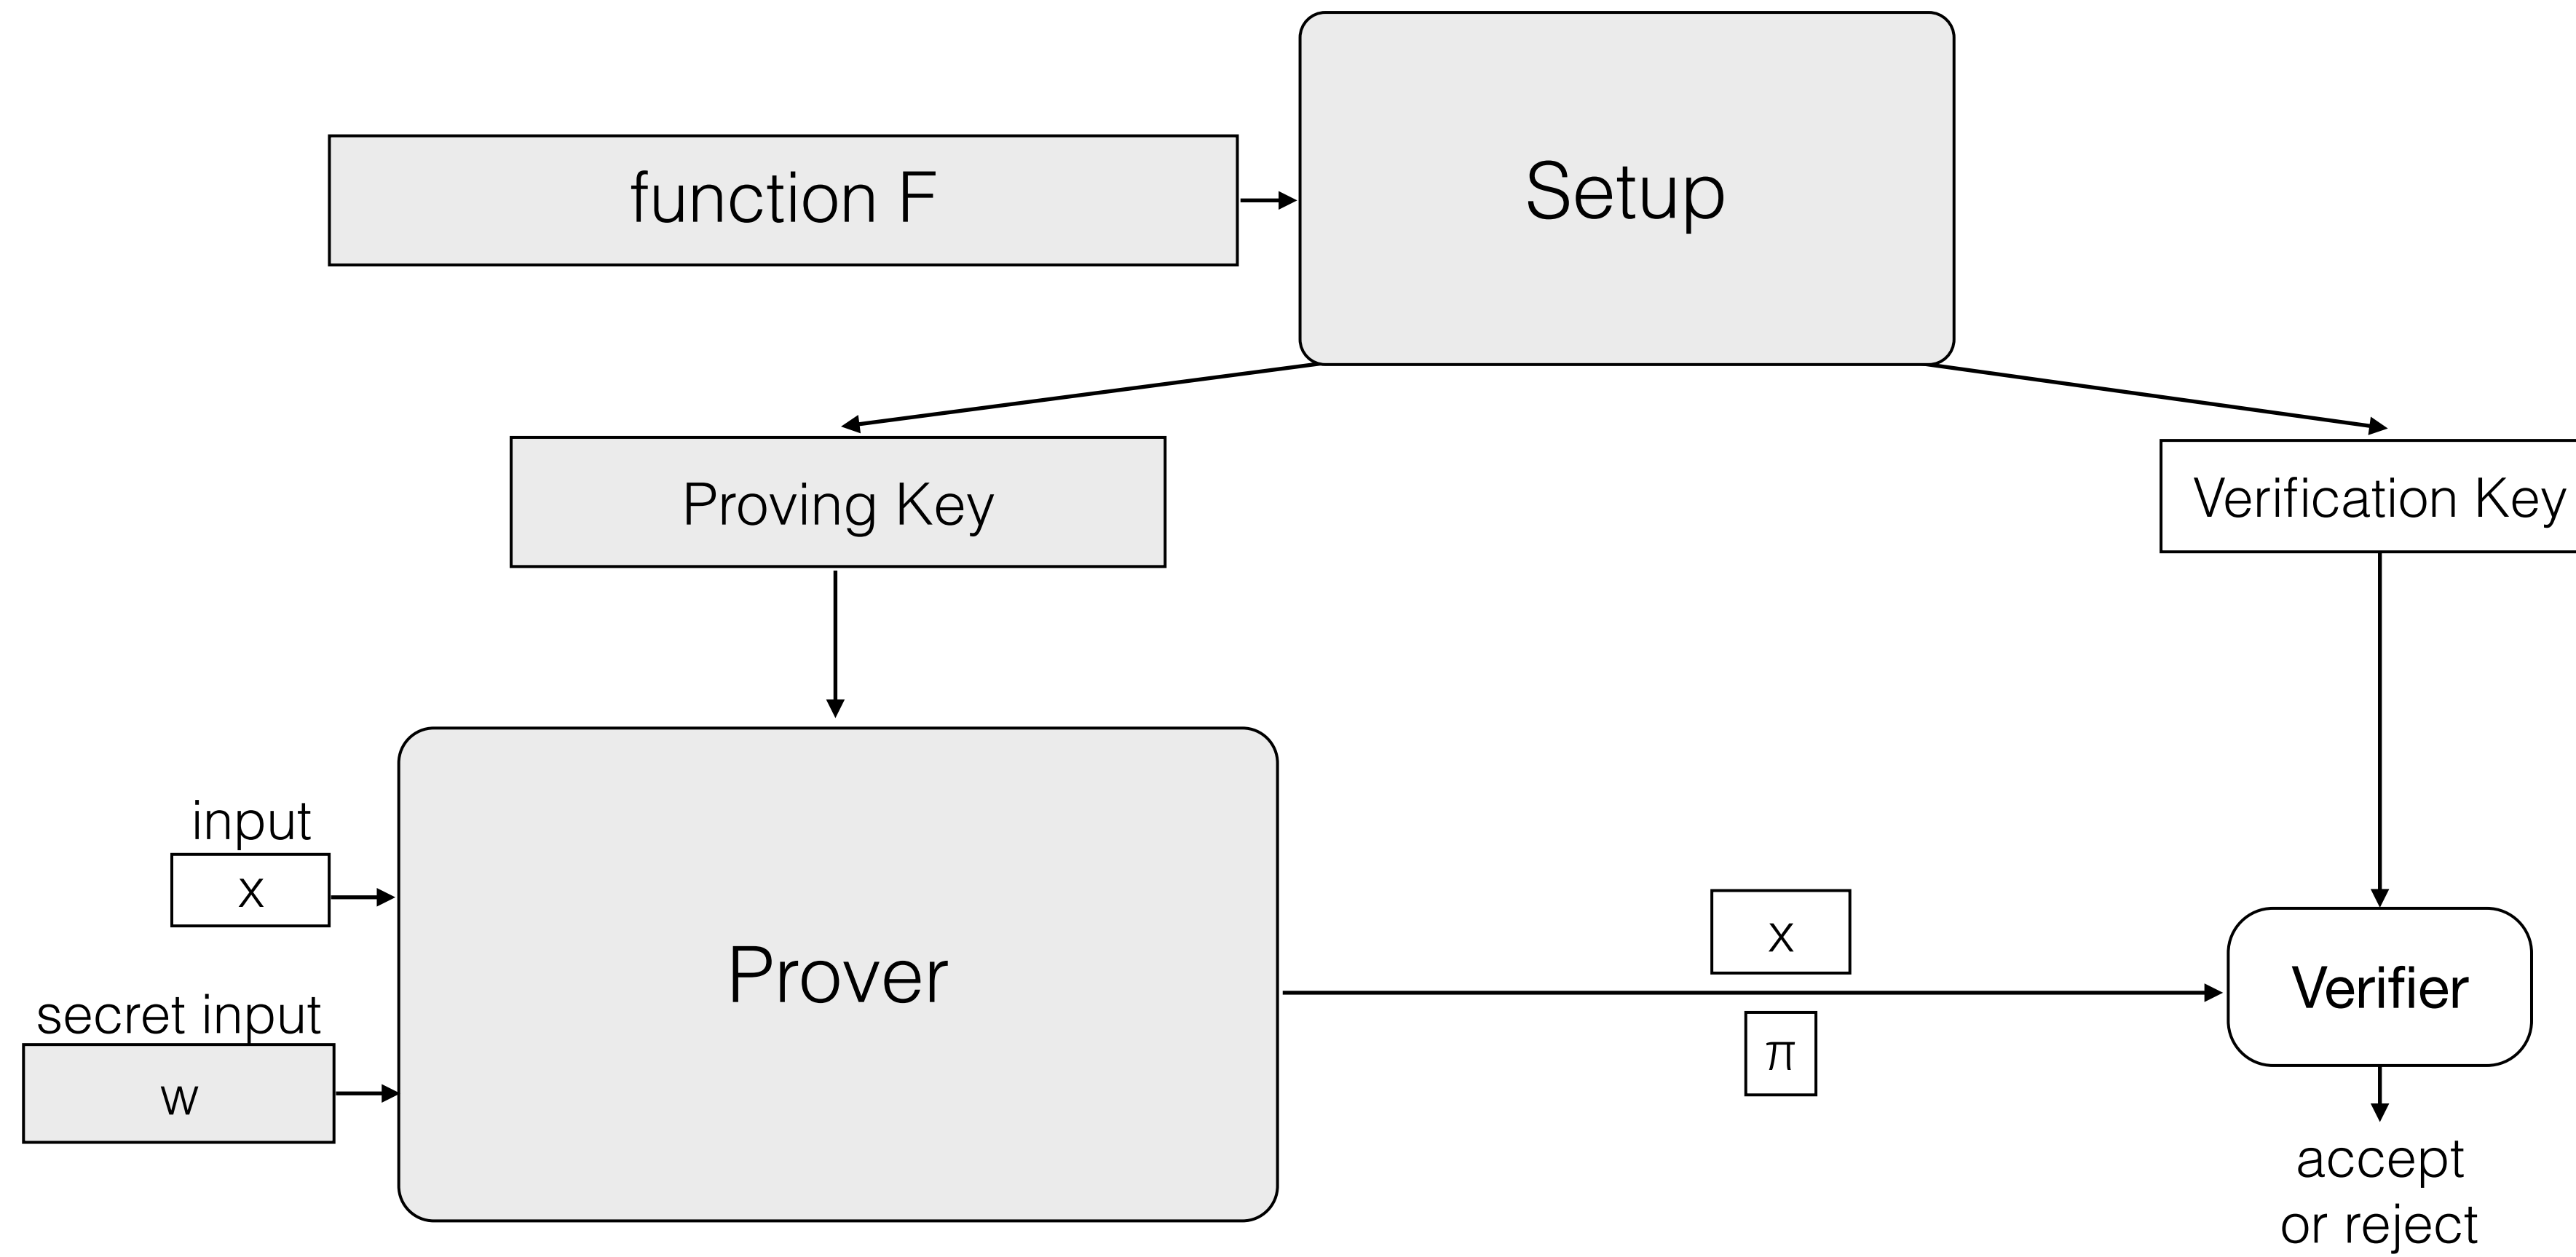 function F
Setup
Proving Key
Verification Key
input
x
secret input
w
Prover
x
π
Verifier
accept
or reject